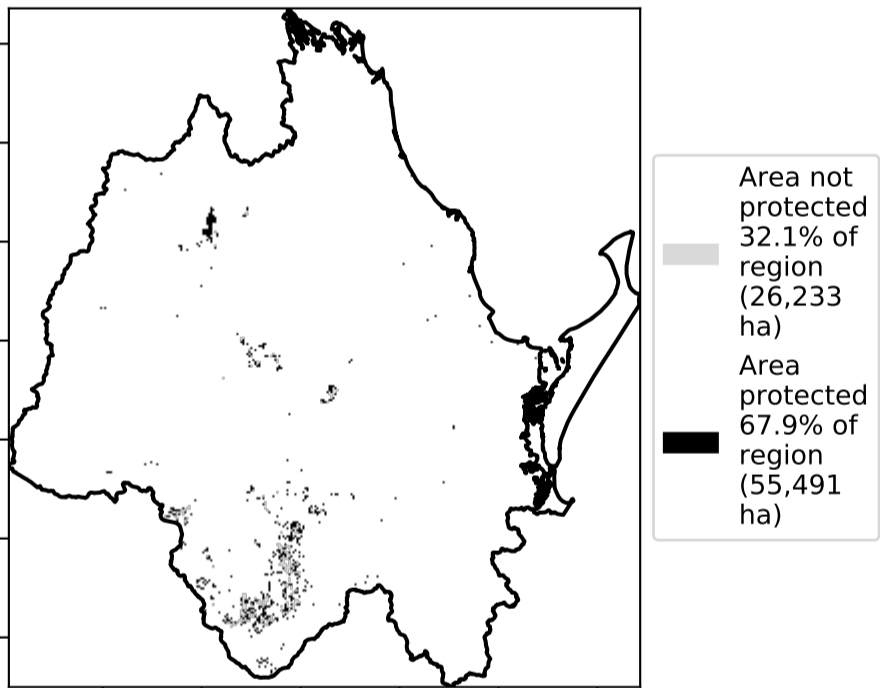 Area not
protected
32.1% of
region
(26,233
ha)
Area
protected
67.9% of
region
(55,491
ha)